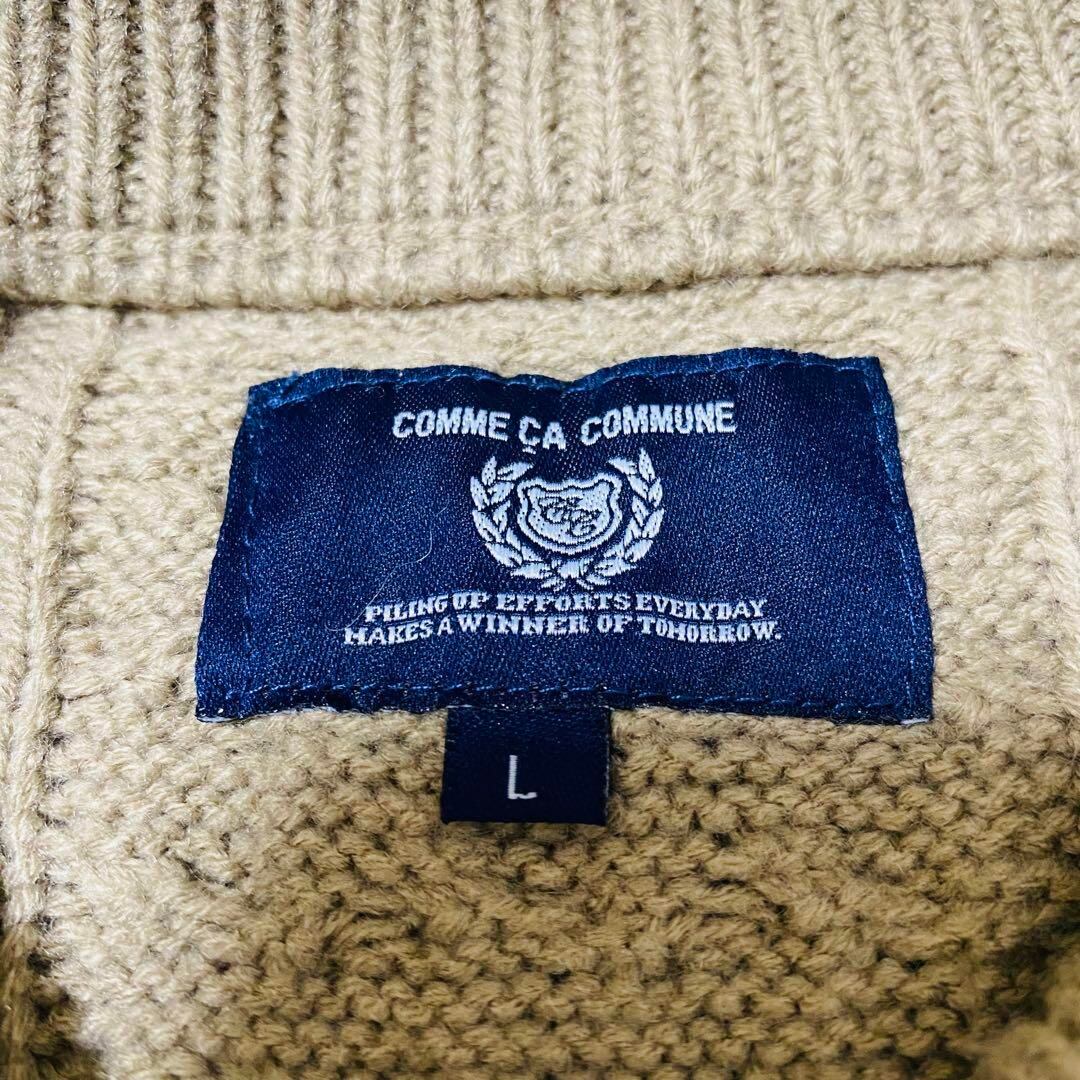 COMME ÇA COMMUNE
PILING UP EFFORTS EVERYDAY
MAKES A WINNER OF TOMORROW.
L